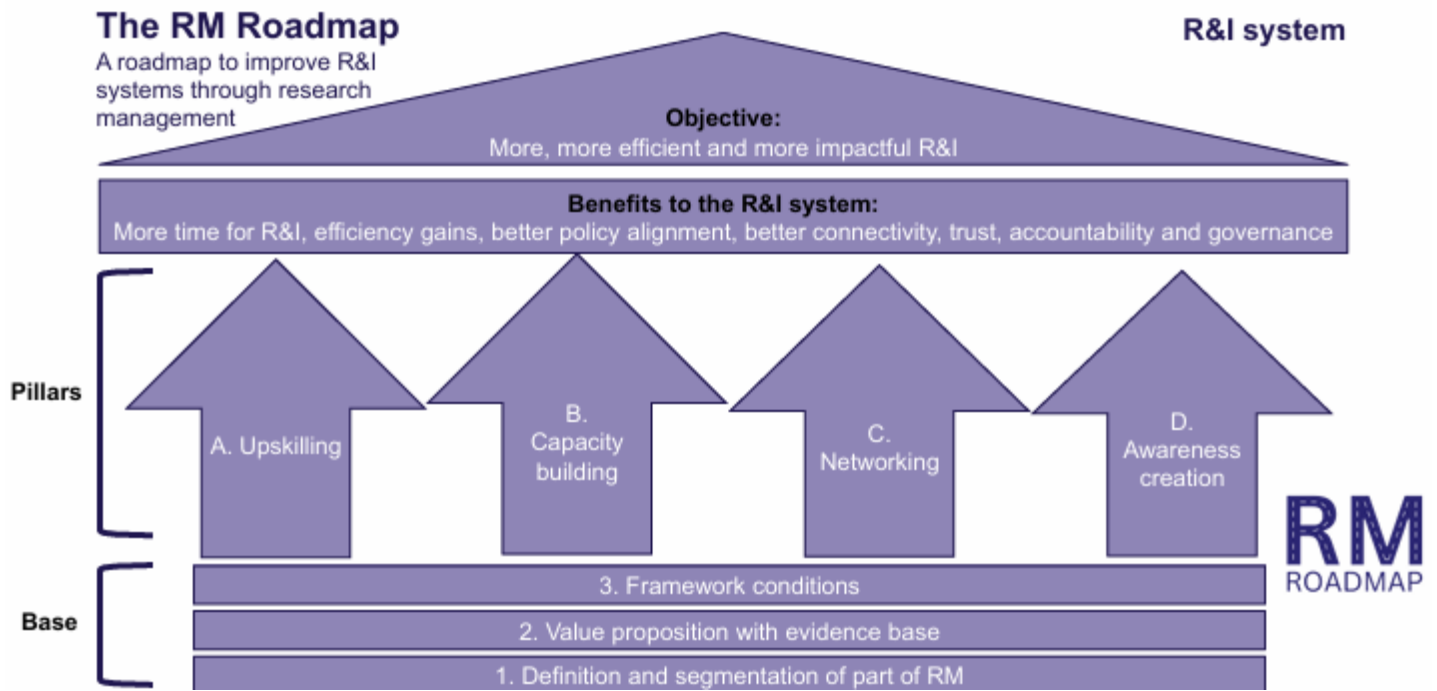 The RM Roadmap
A roadmap to improve R&I
systems through research
management
R&I system
Objective:
More, more efficient and more impactful R&I
Benefits to the R&I system:
More time for R&I, efficiency gains, better policy alignment, better connectivity, trust, accountability and governance
Pillars
A. Upskilling
B.
Capacity
building
C.
Networking
D.
Awareness
creation
RM
ROADMAP
Base
3. Framework conditions
2. Value proposition with evidence base
1. Definition and segmentation of part of RM